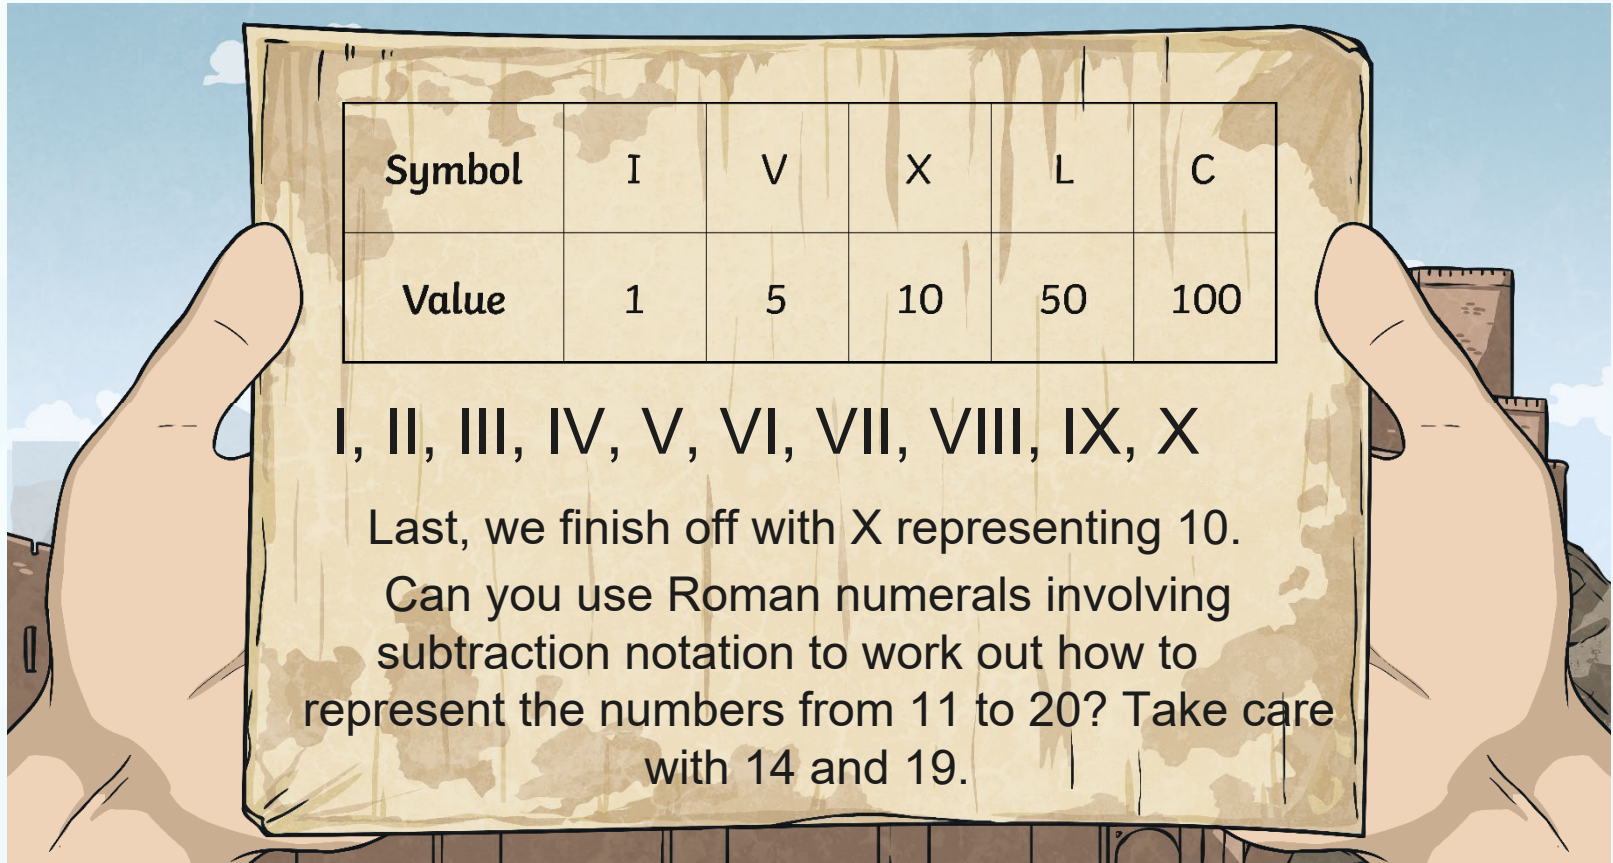 Symbol I V X L C
Value 1 5 10 50 100
I, II, III, IV, V, VI, VII, VIII, IX, X
Last, we finish off with X representing 10.
Can you use Roman numerals involving
subtraction notation to work out how to
represent the numbers from 11 to 20? Take care
with 14 and 19.